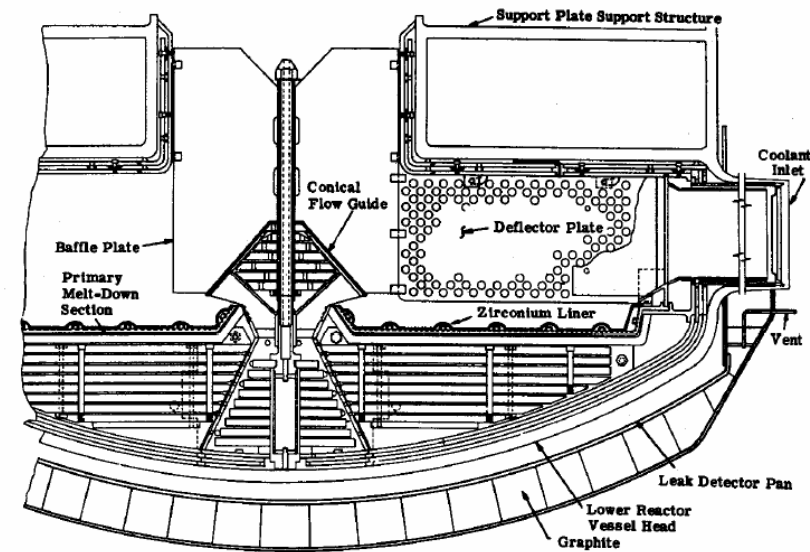 Support Plate Support Structure
Coolant
Inlet
Conical
Flow Guide
Deflector Plate
Baffle Plate
Primary
Melt-Down
Section
Zirconium Liner
Vent
Leak Detector Pan
Lower Reactor
Vessel Head
Graphite